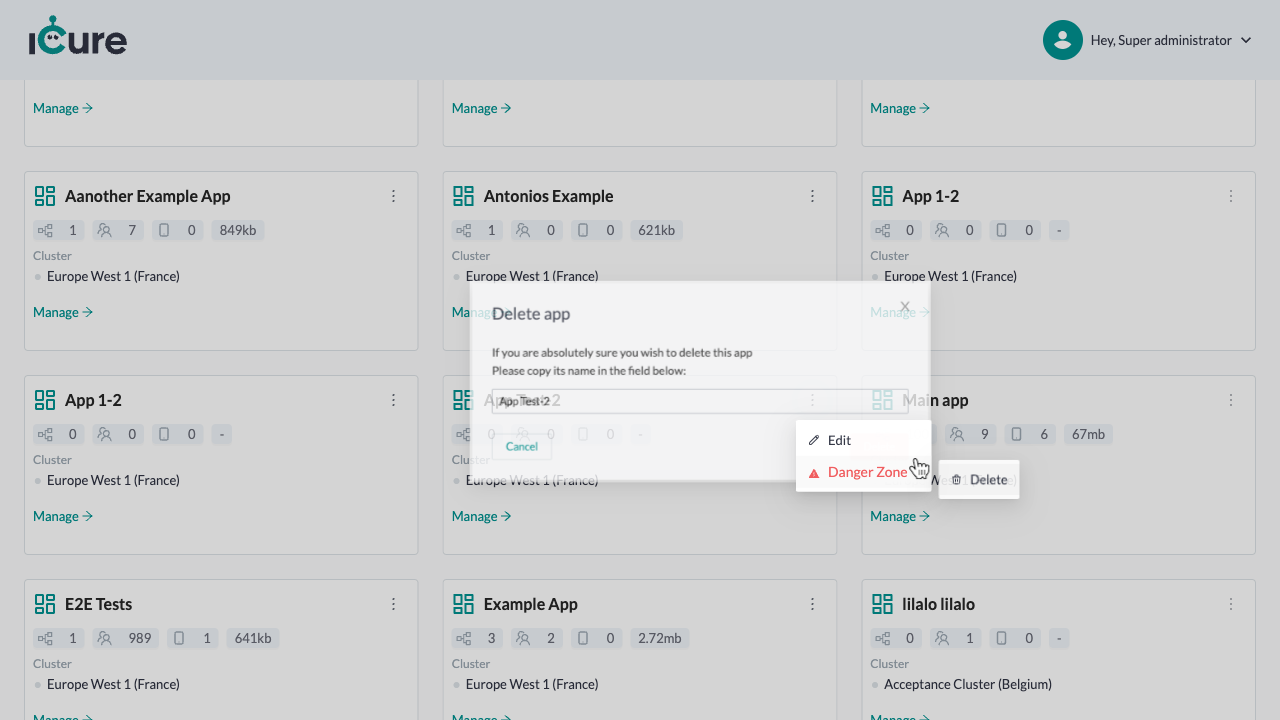 iCure
Hey, Super administrator
Manage
Manage
Manage
Aanother Example App
1 7 0 849kb
Cluster
Europe West 1 (France)
Manage
Antonios Example
1 0 0 621kb
Cluster
Europe West 1 (France)
Manage
App 1-2
0 0 0 -
Cluster
Europe West 1 (France)
Manage
Delete app
If you are absolutely sure you wish to delete this app
Please copy its name in the field below:
App Test-2
Cancel
Edit
Danger Zone
Delete
App 1-2
0 0 0 -
Cluster
Europe West 1 (France)
Manage
0 0 0 -
Europe West 1 (France)
Manage
Main app
9 6 67mb
Manage
E2E Tests
1 989 1 641kb
Cluster
Europe West 1 (France)
Manage
Example App
3 2 0 2.72mb
Cluster
Europe West 1 (France)
Manage
lilalo lilalo
0 1 0 -
Cluster
Acceptance Cluster (Belgium)
Manage